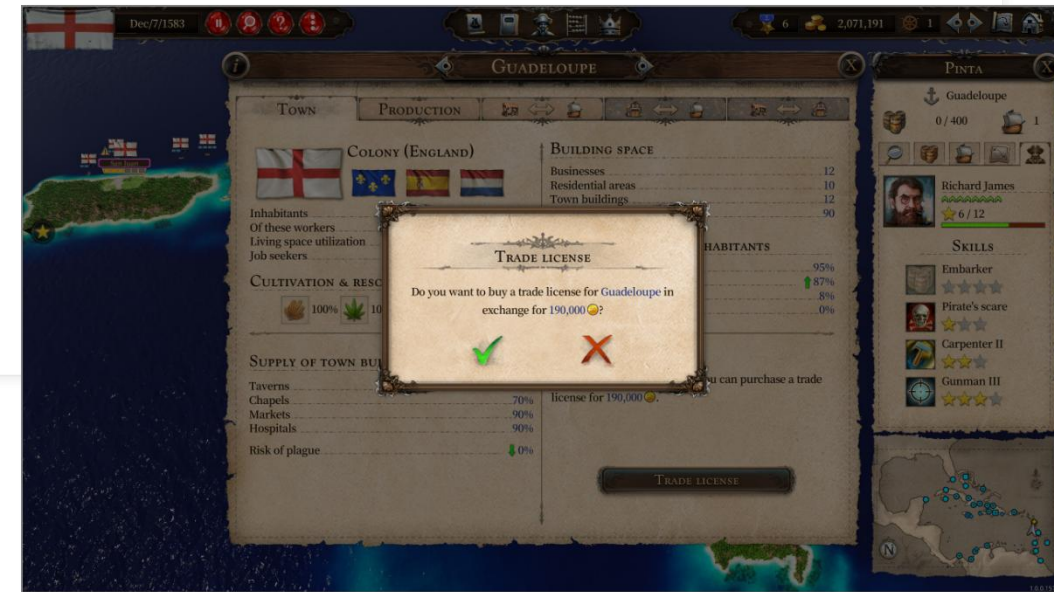 Dec/7/1583
6
2,071,191
1
GUADELOUPE
PINTA
TOWN
PRODUCTION
Guadeloupe
0 / 400
1
COLONY (ENGLAND)
BUILDING SPACE
Businesses 12
Residential areas 10
Town buildings 12
90
Inhabitants
Of these workers
Living space utilization
Job seekers
HABITANTS
95%
87%
8%
0%
CULTIVATION & RESC
100%
10
TRADE LICENSE
Do you want to buy a trade license for Guadeloupe in
exchange for 190,000?
SUPPLY OF TOWN BUI
Taverns
Chapels 70%
Markets 90%
Hospitals 90%
Risk of plague 0%
u can purchase a trade
license for 190,000.
TRADE LICENSE
Richard James
6 / 12
SKILLS
Embarker
Pirate's scare
Carpenter II
Gunman III
N